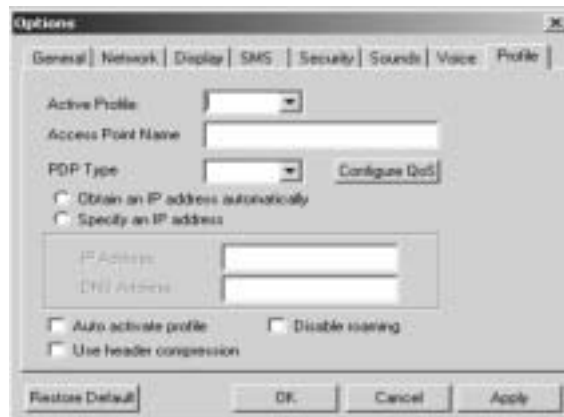 Options
General Network Display SMS Security Sounds Voice Profile
Active Profile
Access Point Name
PDP Type Configure QoS
Obtain an IP address automatically
Specify an IP address
IP Address
DNS Address
Auto activate profile Disable roaming
Use header compression
Restore Default OK Cancel Apply